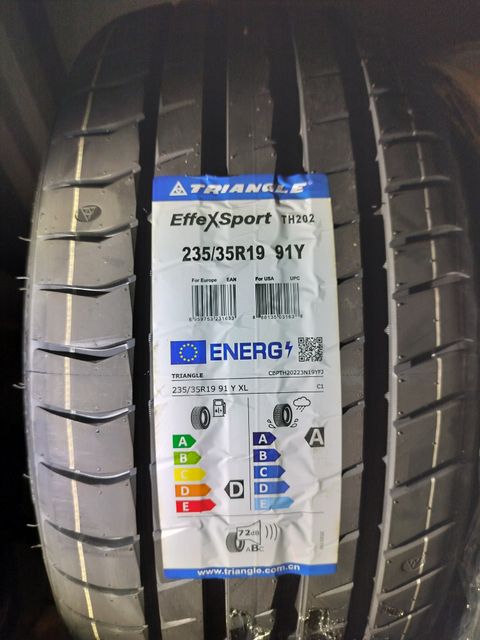 TRIANGLE
EffeXSport TH202
235/35R19 91Y
For Europe EAN For USA UPC
ENERG
TRIANGLE C8PTH20223N19YFJ
235/35R19 91 Y XL C1
A A A
B B
C C
D D D
E E
72dB
ABC
www.triangle.com.cn